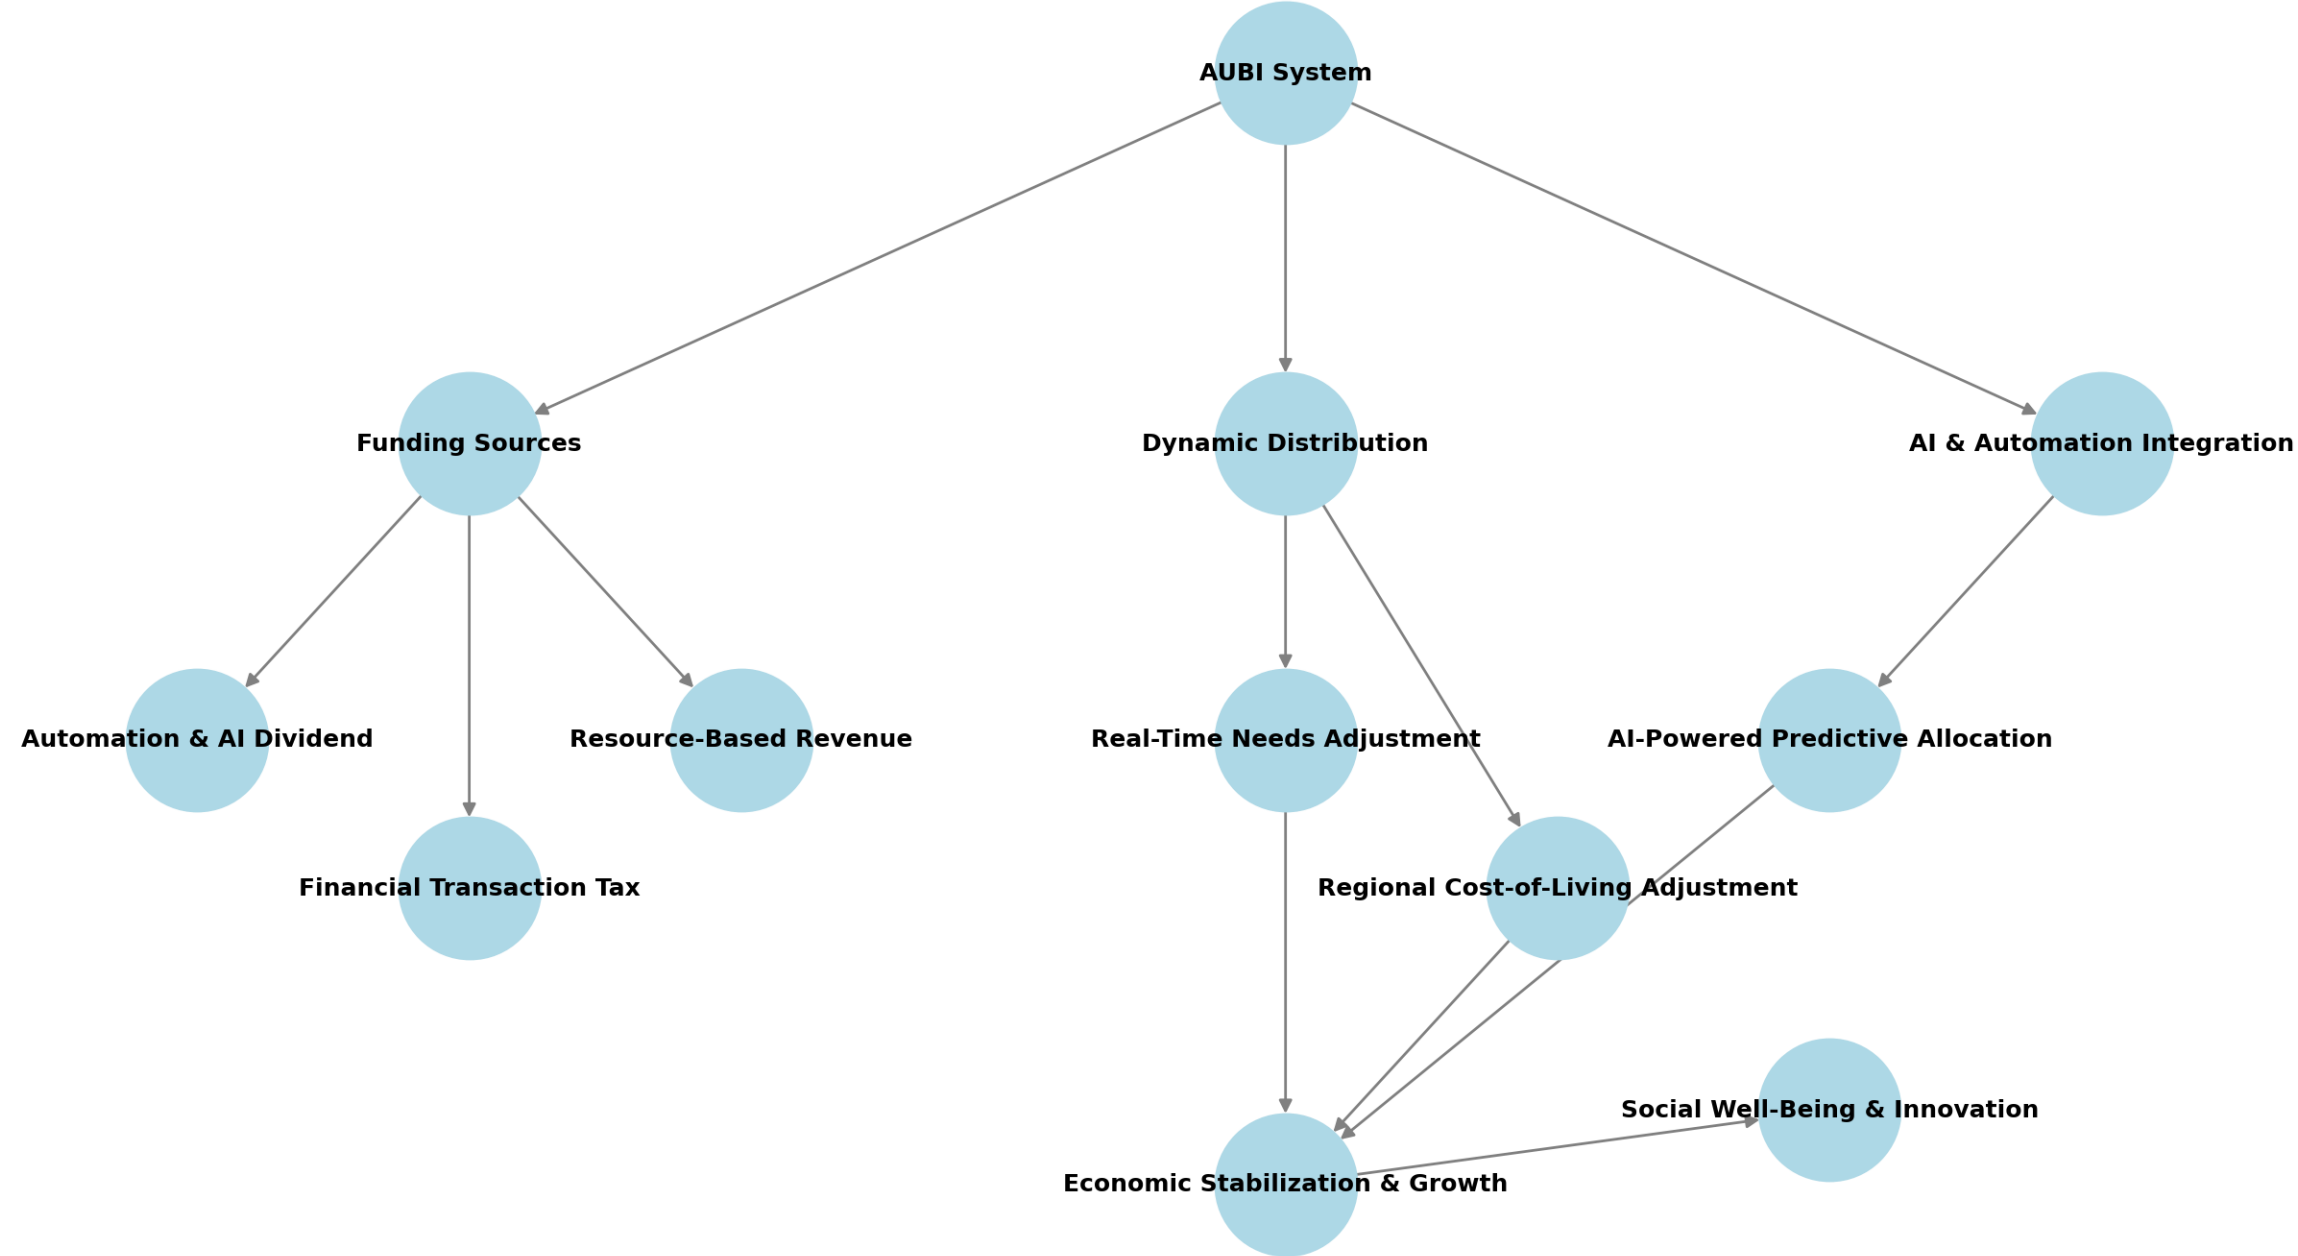 AUBI System
Funding Sources
Dynamic Distribution
AI & Automation Integration
Automation & AI Dividend
Resource-Based Revenue
Real-Time Needs Adjustment
AI-Powered Predictive Allocation
Financial Transaction Tax
Regional Cost-of-Living Adjustment
Social Well-Being & Innovation
Economic Stabilization & Growth